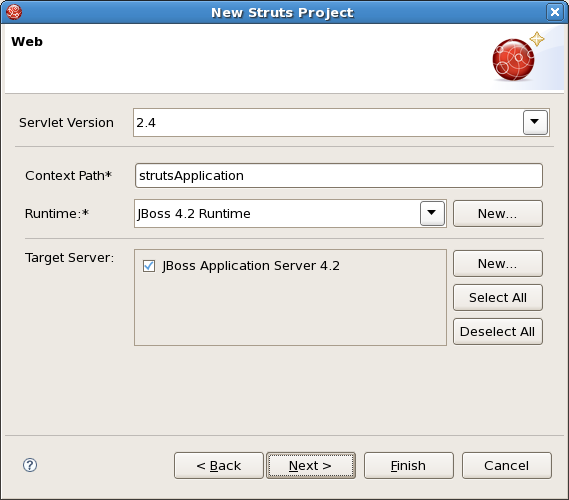 New Struts Project
Web
Servlet Version 2.4
Context Path* strutsApplication
Runtime:* JBoss 4.2 Runtime New...
Target Server: JBoss Application Server 4.2 New...
Select All
Deselect All
? < Back Next > Finish Cancel